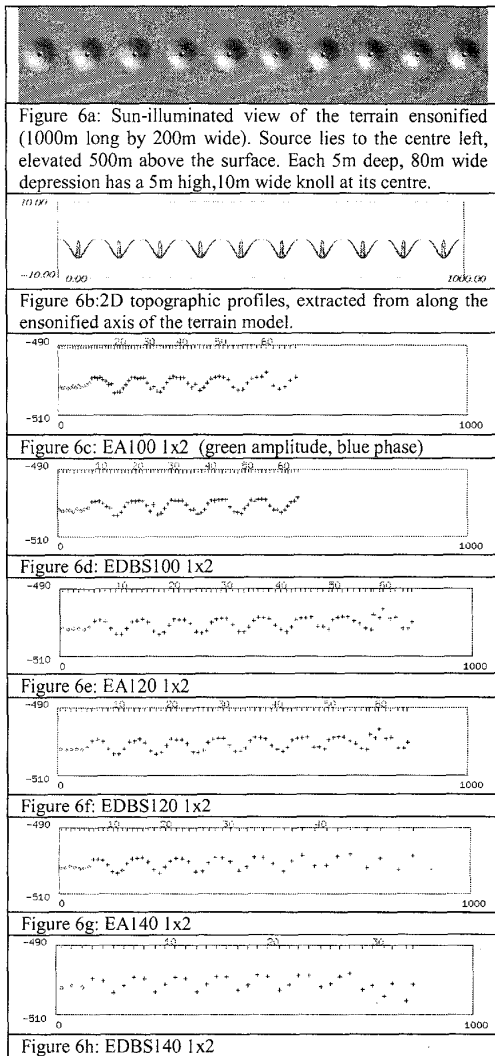 Figure 6a: Sun-illuminated view of the terrain ensonified
(1000m long by 200m wide). Source lies to the centre left,
elevated 500m above the surface. Each 5m deep, 80m wide
depression has a 5m high,10m wide knoll at its centre.
10.00
-10.00 0.00 1000.00
Figure 6b:2D topographic profiles, extracted from along the
ensonified axis of the terrain model.
-490 20 30 40 50 60
-510
0 1000
Figure 6c: EA100 1x2 (green amplitude, blue phase)
-490 10 20 30 40 50 60
-510
0 1000
Figure 6d: EDBS100 1x2
-490 10 20 30 40 50 60
-510
0 1000
Figure 6e: EA120 1x2
-490 10 20 30 40 50 60
-510
0 1000
Figure 6f: EDBS120 1x2
-490 10 20 30 40
-510
0 1000
Figure 6g: EA140 1x2
-490 10 20 30
-510
0 1000
Figure 6h: EDBS140 1x2